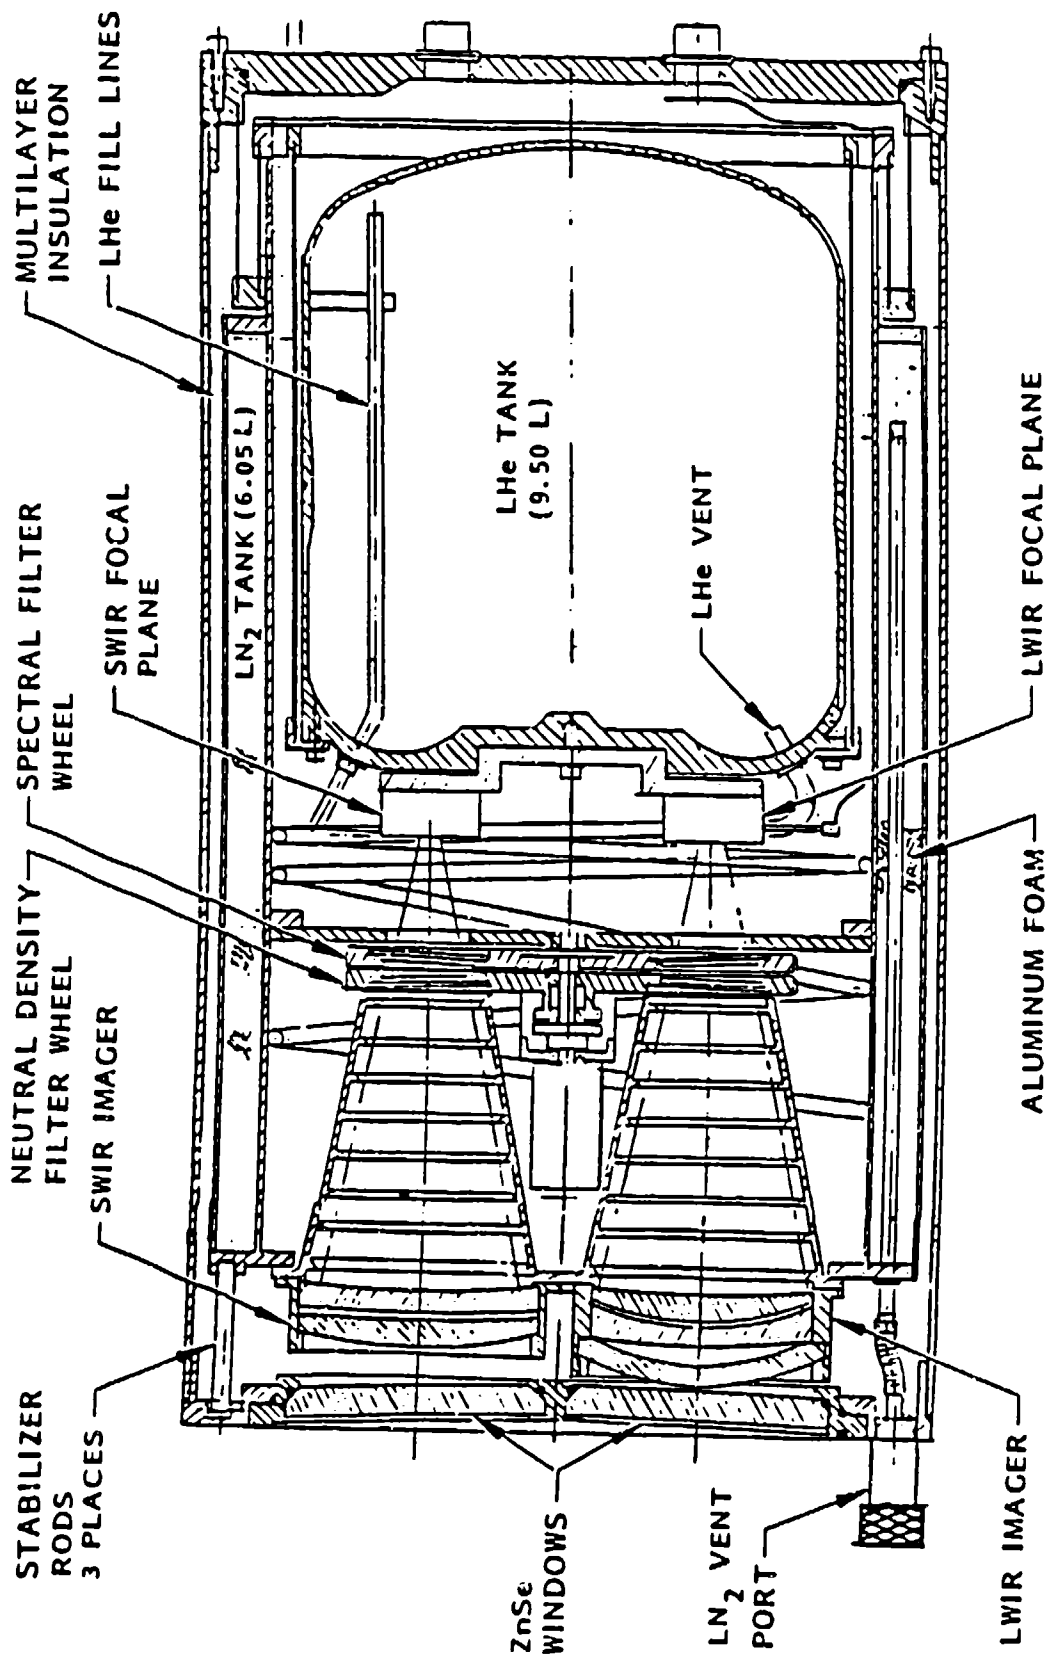 MULTILAYER
INSULATION
LHe FILL LINES
SPECTRAL FILTER
WHEEL
SWIR FOCAL
PLANE
NEUTRAL DENSITY
FILTER WHEEL
SWIR IMAGER
STABILIZER
RODS
3 PLACES
LN2 TANK (6.05 L)
LHe TANK
(9.50 L)
LHe VENT
LWIR FOCAL PLANE
ALUMINUM FOAM
ZnSe
WINDOWS
LN2 VENT
PORT
LWIR IMAGER